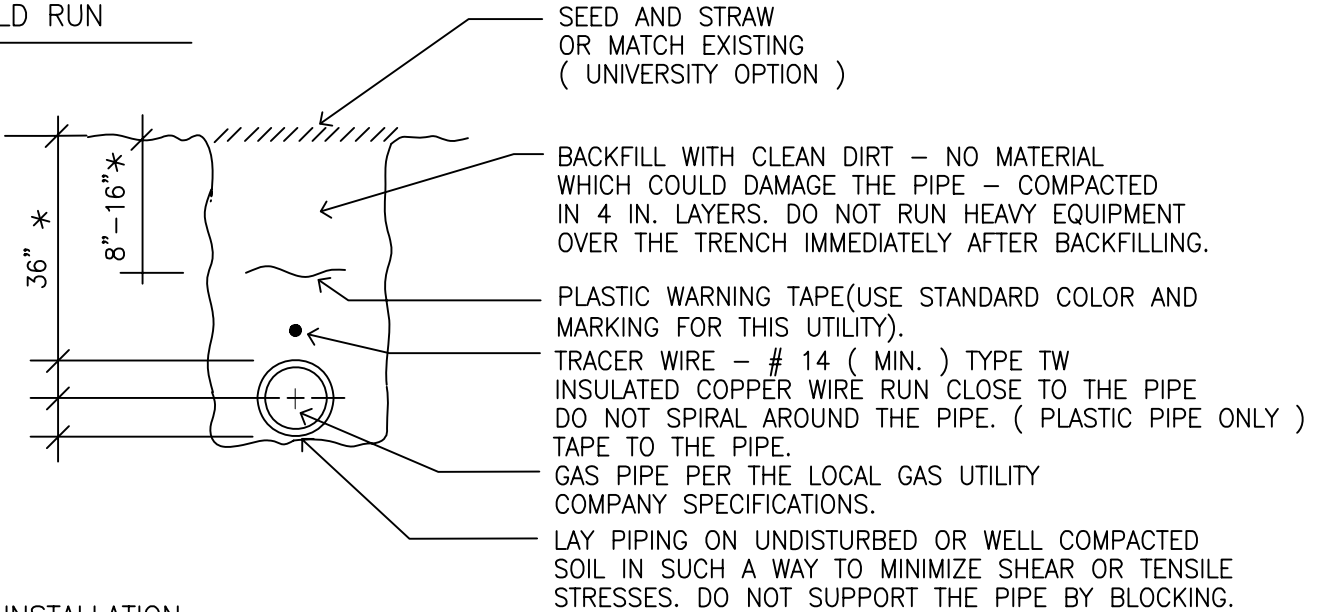 LD RUN
SEED AND STRAW
OR MATCH EXISTING
( UNIVERSITY OPTION )
36" *
8"-16"*
BACKFILL WITH CLEAN DIRT – NO MATERIAL
WHICH COULD DAMAGE THE PIPE – COMPACTED
IN 4 IN. LAYERS. DO NOT RUN HEAVY EQUIPMENT
OVER THE TRENCH IMMEDIATELY AFTER BACKFILLING.
PLASTIC WARNING TAPE(USE STANDARD COLOR AND
MARKING FOR THIS UTILITY).
TRACER WIRE – # 14 ( MIN. ) TYPE TW
INSULATED COPPER WIRE RUN CLOSE TO THE PIPE
DO NOT SPIRAL AROUND THE PIPE. ( PLASTIC PIPE ONLY )
TAPE TO THE PIPE.
GAS PIPE PER THE LOCAL GAS UTILITY
COMPANY SPECIFICATIONS.
LAY PIPING ON UNDISTURBED OR WELL COMPACTED
SOIL IN SUCH A WAY TO MINIMIZE SHEAR OR TENSILE
STRESSES. DO NOT SUPPORT THE PIPE BY BLOCKING.
INSTALLATION